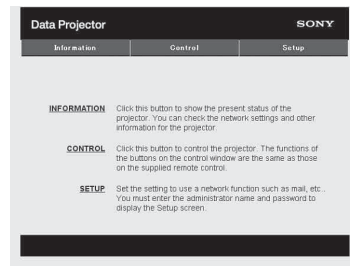 Data Projector
SONY
Information Control Setup
INFORMATION Click this button to show the present status of the
projector. You can check the network settings and other
information for the projector.
CONTROL Click this button to control the projector. The functions of
the buttons on the control window are the same as those
on the supplied remote control.
SETUP Set the setting to use a network function such as mail, etc..
You must enter the administrator name and password to
display the Setup screen.